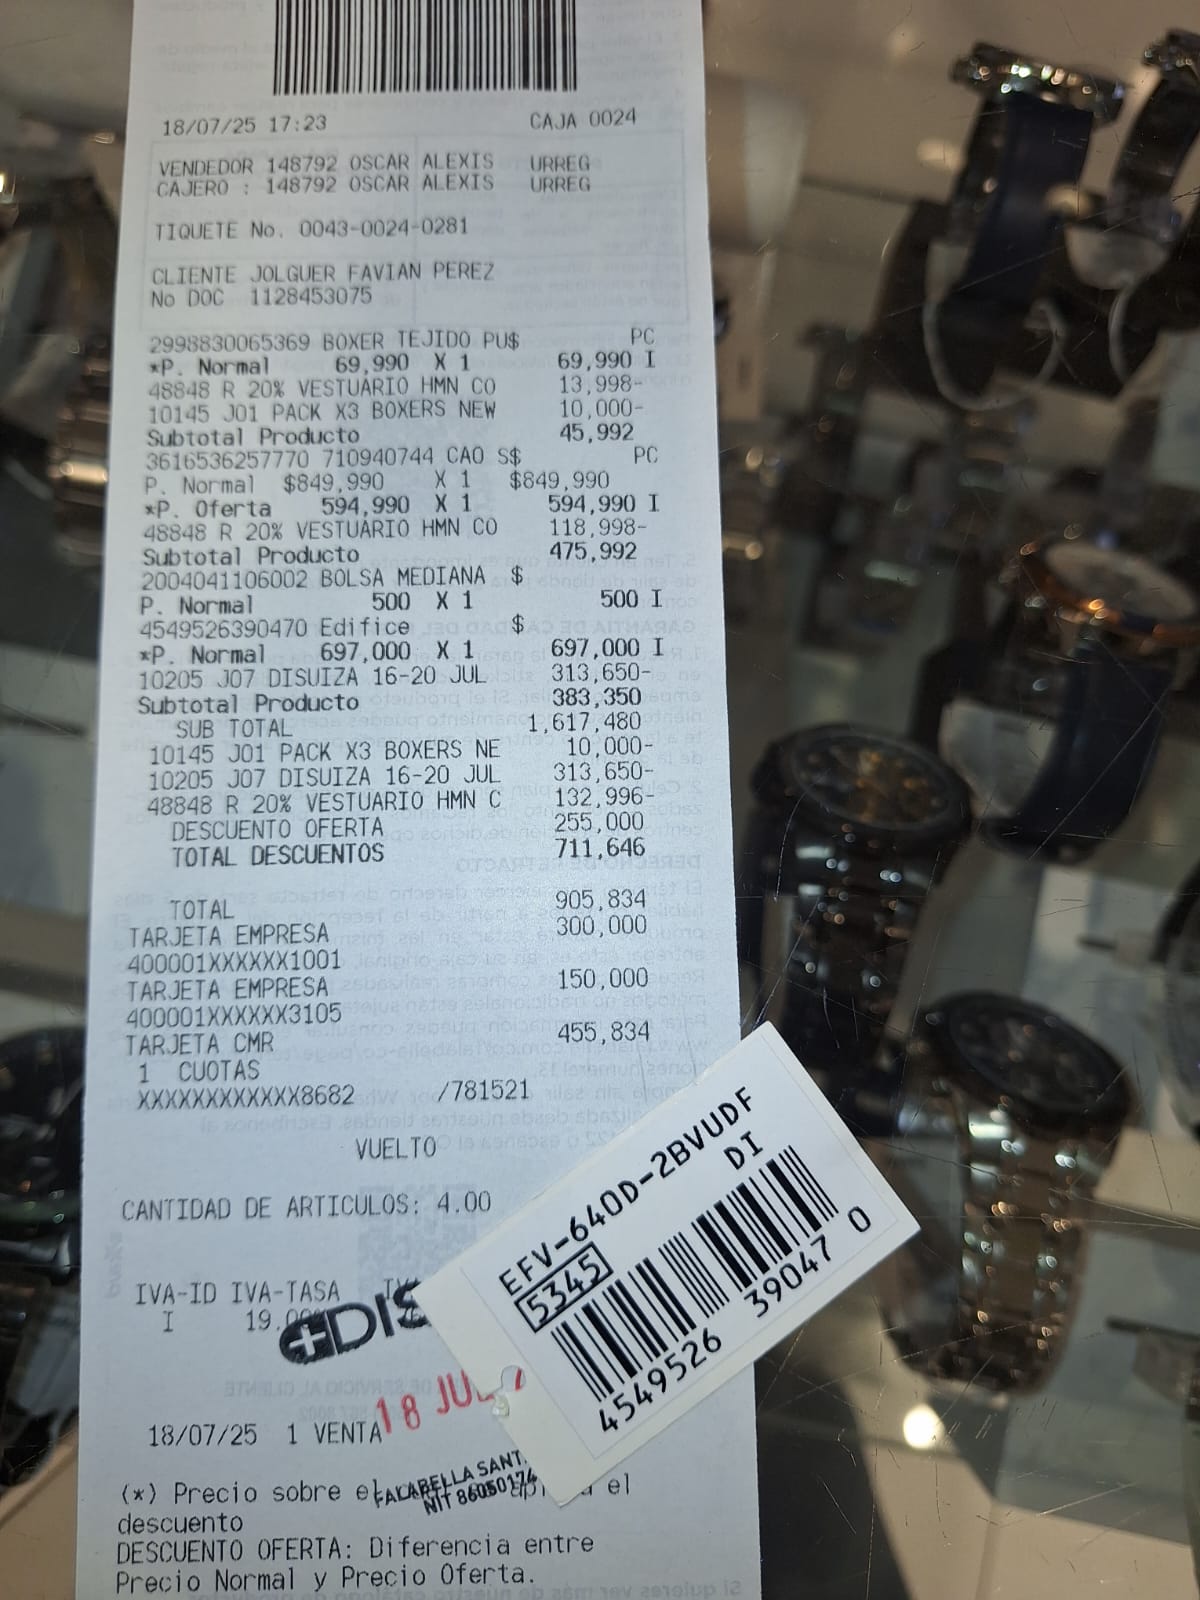 18/07/25 17:23 CAJA 0024
VENDEDOR 148792 OSCAR ALEXIS URREG
CAJERO : 148792 OSCAR ALEXIS URREG
TIQUETE No. 0043-0024-0281
CLIENTE JOLGUER FAVIAN PEREZ
No DOC 1128453075
2998830065369 BOXER TEJIDO PU$ PC
*P. Normal 69,990 X 1 69,990 I
48848 R 20% VESTUARIO HMN CO 13,998-
10145 J01 PACK X3 BOXERS NEW 10,000-
Subtotal Producto 45,992
3616536257770 710940744 CAO S$ PC
P. Normal $849,990 X 1 $849,990
*P. Oferta 594,990 X 1 594,990 I
48848 R 20% VESTUARIO HMN CO 118,998-
Subtotal Producto 475,992
2004041106002 BOLSA MEDIANA $
P. Normal 500 X 1 500 I
4549526390470 Edifice $
*P. Normal 697,000 X 1 697,000 I
10205 J07 DISUIZA 16-20 JUL 313,650-
Subtotal Producto 383,350
SUB TOTAL 1,617,480
10145 J01 PACK X3 BOXERS NE 10,000-
10205 J07 DISUIZA 16-20 JUL 313,650-
48848 R 20% VESTUARIO HMN C 132,996-
DESCUENTO OFERTA 255,000
TOTAL DESCUENTOS 711,646
TOTAL 905,834
TARJETA EMPRESA 300,000
400001XXXXXX1001
TARJETA EMPRESA 150,000
400001XXXXXX3105
TARJETA CMR 455,834
1 CUOTAS
XXXXXXXXXXXX8682 /781521
VUELTO
CANTIDAD DE ARTICULOS: 4.00
IVA-ID IVA-TASA
I 19.
DIS
18 JUL
18/07/25 1 VENTA
FALABELLA SANT
NIT
(*) Precio sobre el el
descuento
DESCUENTO OFERTA: Diferencia entre
Precio Normal y Precio Oferta.
EFV-640D-2BVUDF
DI
5345
4549526 39047 0